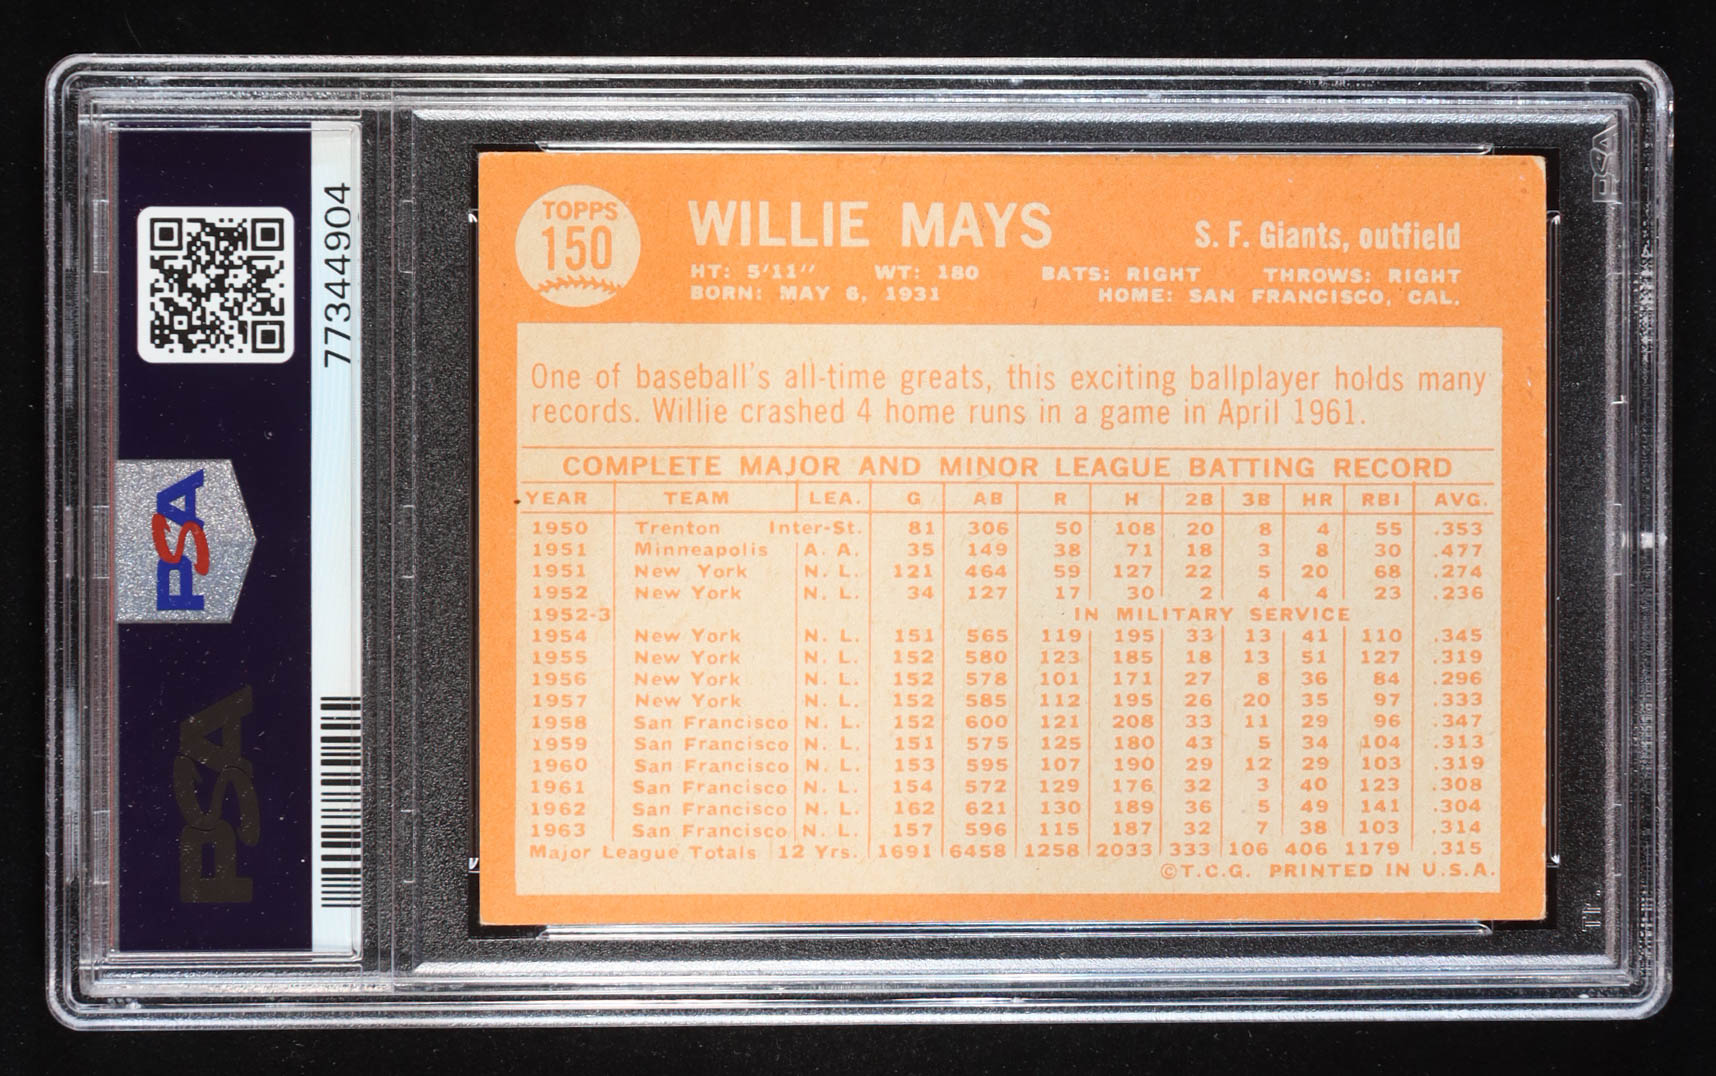 TOPPS
150
WILLIE MAYS
S. F. Giants, outfield
HT: 5'11" WT: 180 BATS: RIGHT THROWS: RIGHT
BORN: MAY 6, 1931 HOME: SAN FRANCISCO, CAL.
One of baseball's all-time greats, this exciting ballplayer holds many
records. Willie crashed 4 home runs in a game in April 1961.
COMPLETE MAJOR AND MINOR LEAGUE BATTING RECORD
YEAR TEAM LEA. G AB R H 2B 3B HR RBI AVG.
1950 Trenton Inter-St. 81 306 50 108 20 8 4 55 .353
1951 Minneapolis A. A. 35 149 38 71 18 3 8 30 .477
1951 New York N. L. 121 464 59 127 22 5 20 68 .274
1952 New York N. L. 34 127 17 30 2 4 4 23 .236
1952-3 IN MILITARY SERVICE
1954 New York N. L. 151 565 119 195 33 13 41 110 .345
1955 New York N. L. 152 580 123 185 18 13 51 127 .319
1956 New York N. L. 152 578 101 171 27 8 36 84 .296
1957 New York N. L. 152 585 112 195 26 20 35 97 .333
1958 San Francisco N. L. 152 600 121 208 33 11 29 96 .347
1959 San Francisco N. L. 151 575 125 180 43 5 34 104 .313
1960 San Francisco N. L. 153 595 107 190 29 12 29 103 .319
1961 San Francisco N. L. 154 572 129 176 32 3 40 123 .308
1962 San Francisco N. L. 162 621 130 189 36 5 49 141 .304
1963 San Francisco N. L. 157 596 115 187 32 7 38 103 .314
Major League Totals 12 Yrs. 1691 6458 1258 2033 333 106 406 1179 .315
©T.C.G. PRINTED IN U.S.A.
77344904
PSA
PSA
PSA